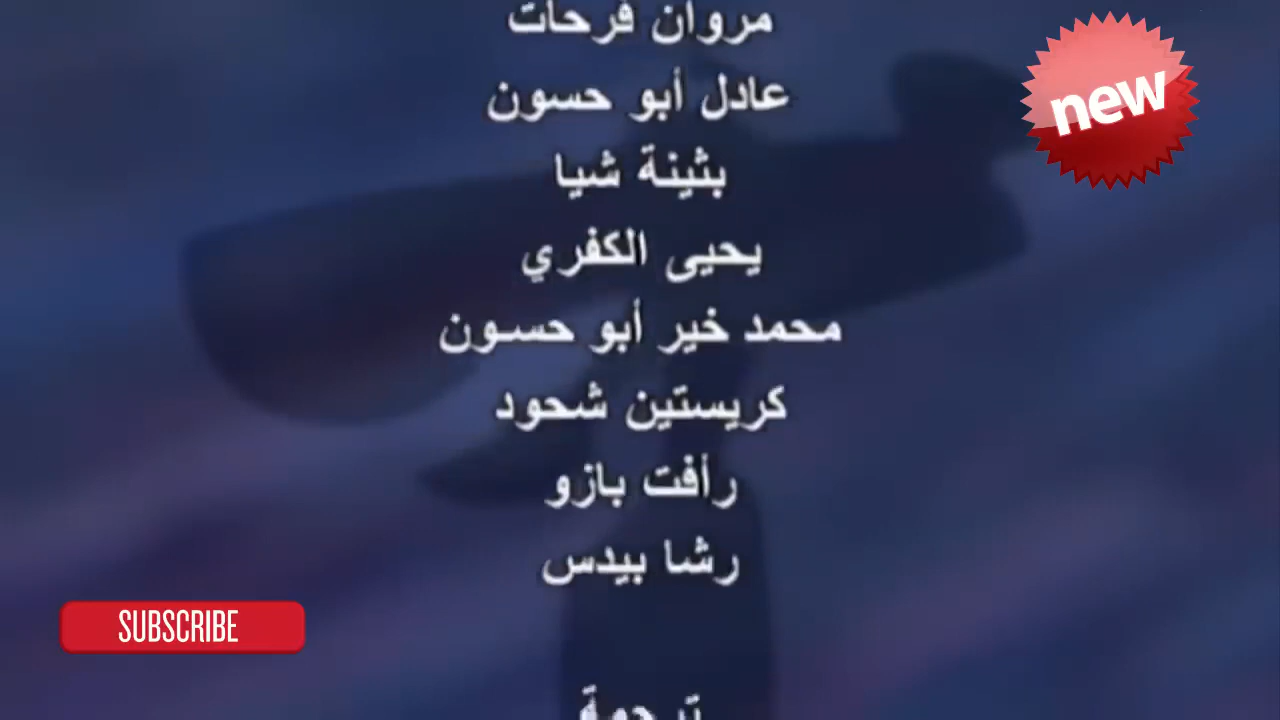 مروان فرحات
new
عادل أبو حسون
بثينة شيا
يحيى الكفري
محمد خير أبو حسون
كريستين شحود
رأفت بازو
رشا بيدس
SUBSCRIBE
ترجمة